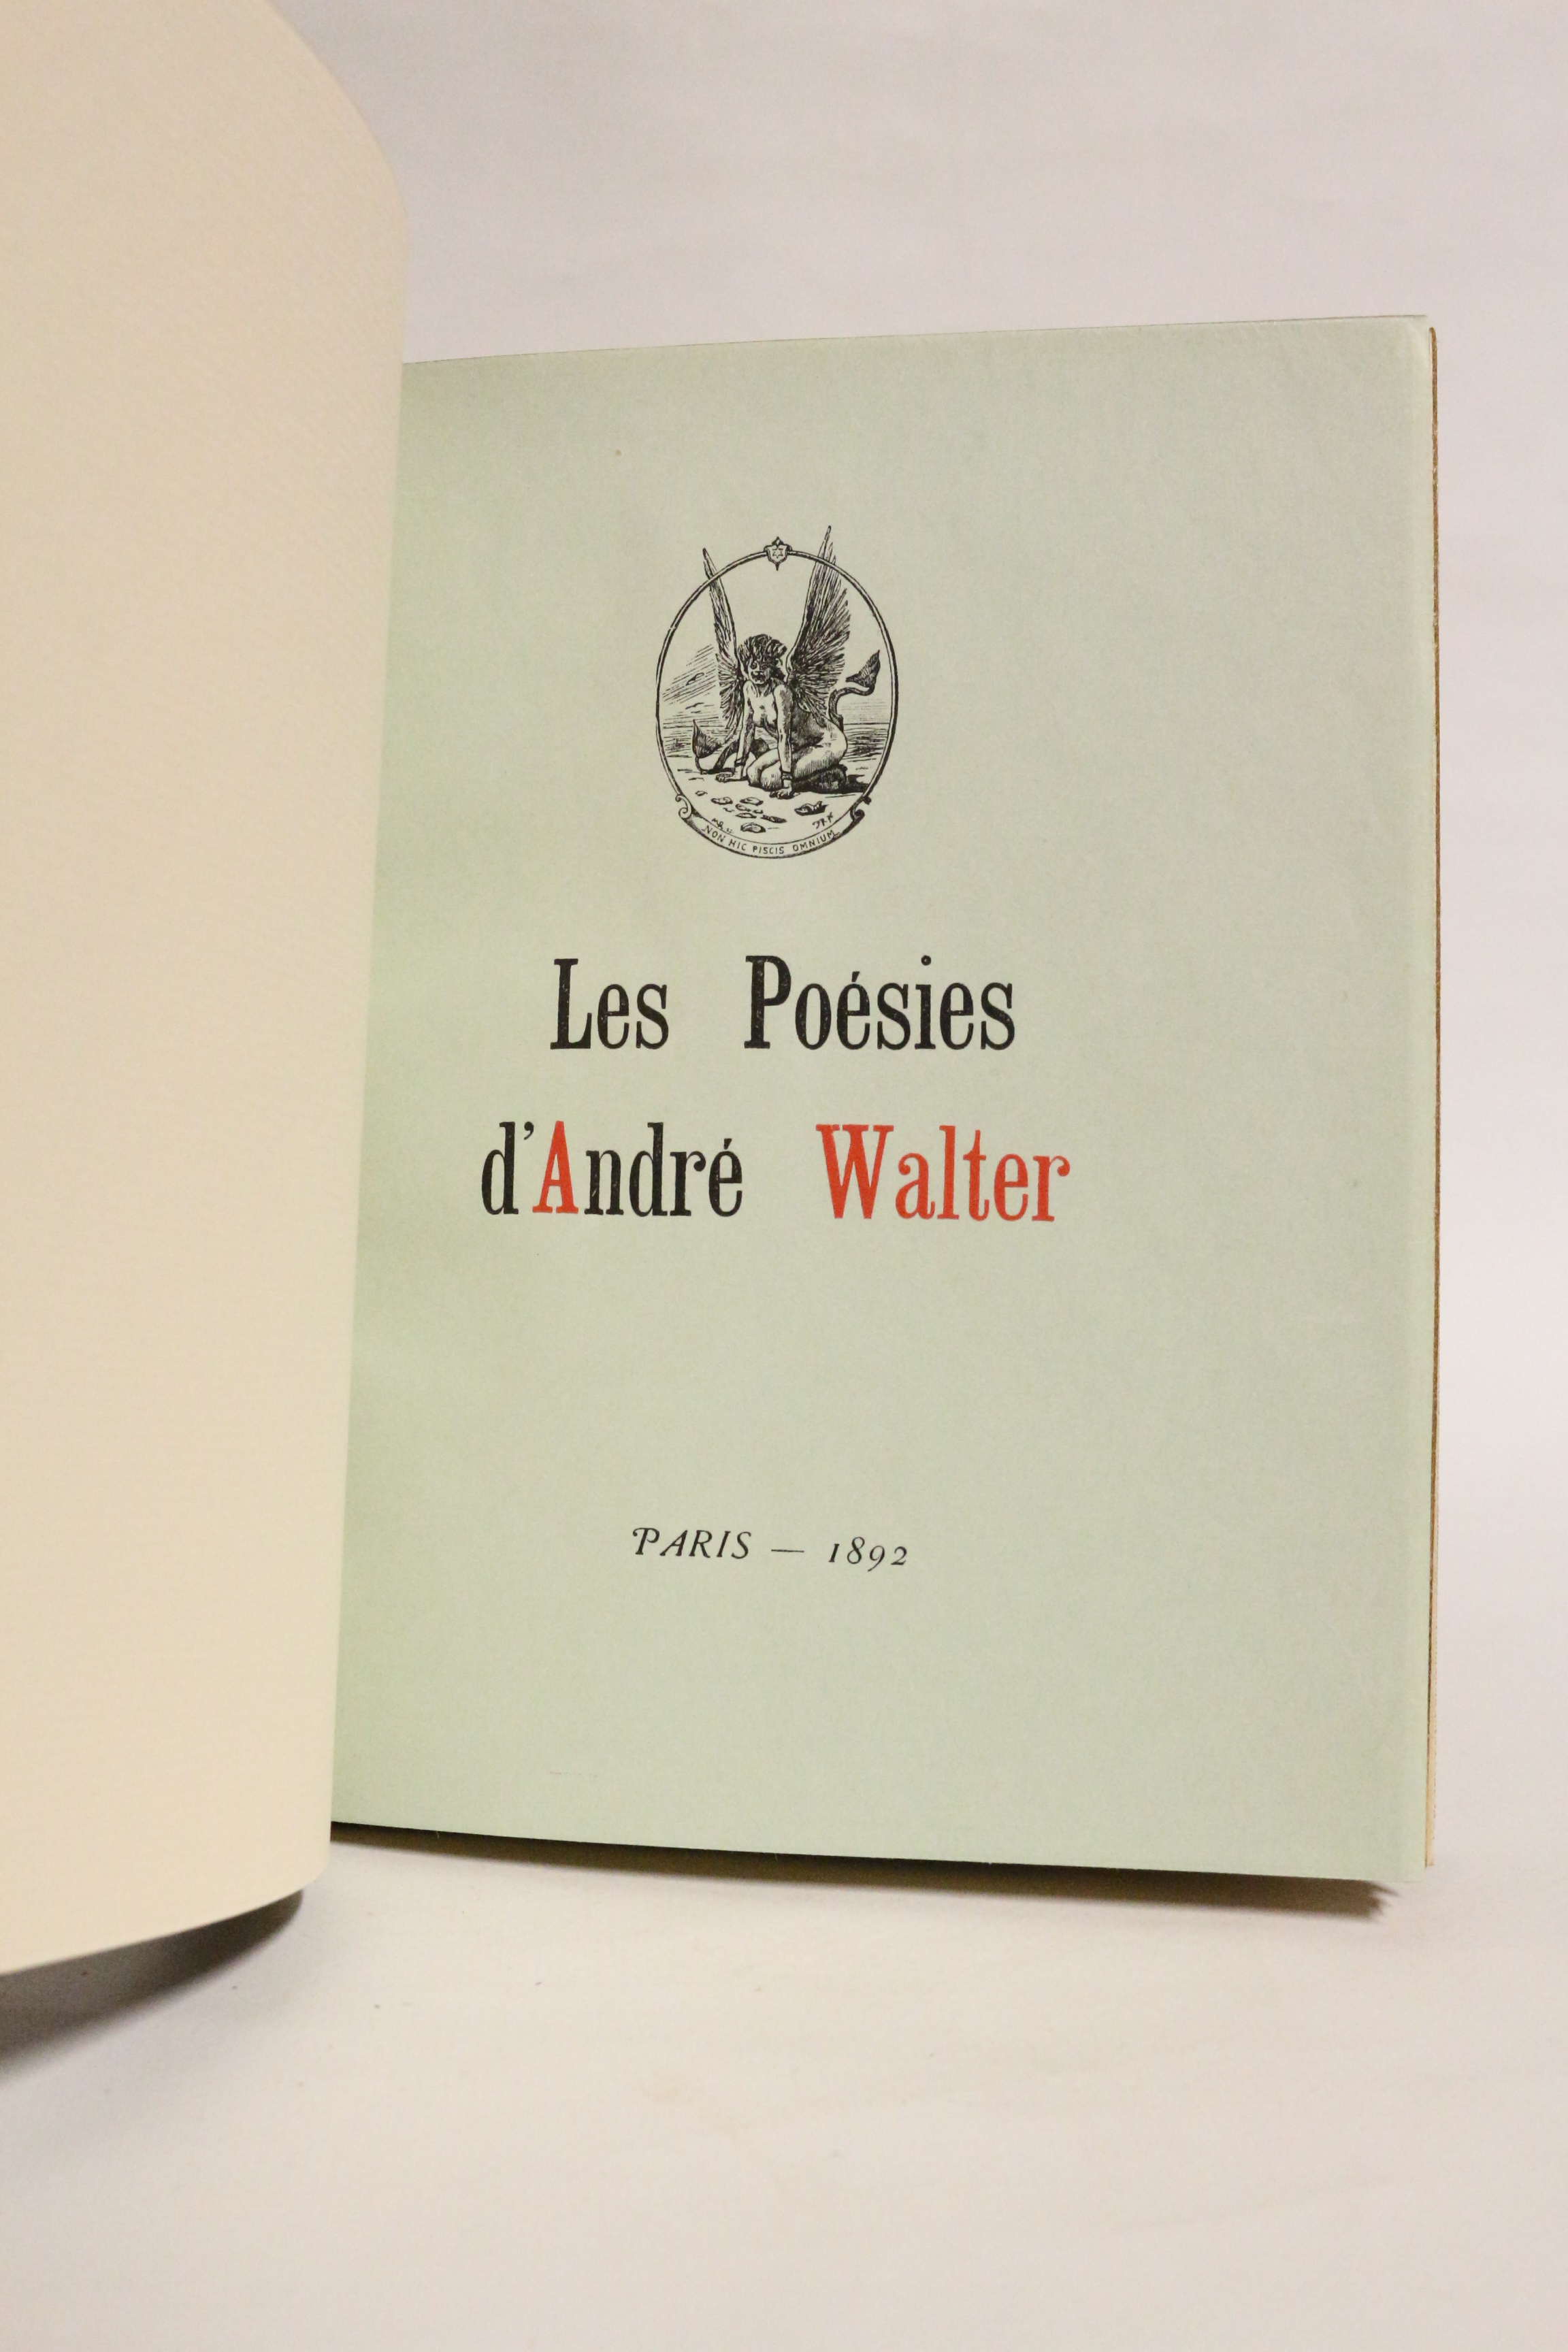 NON HIC PISCIS OMNIUM
Les Poésies
d'André Walter
PARIS — 1892